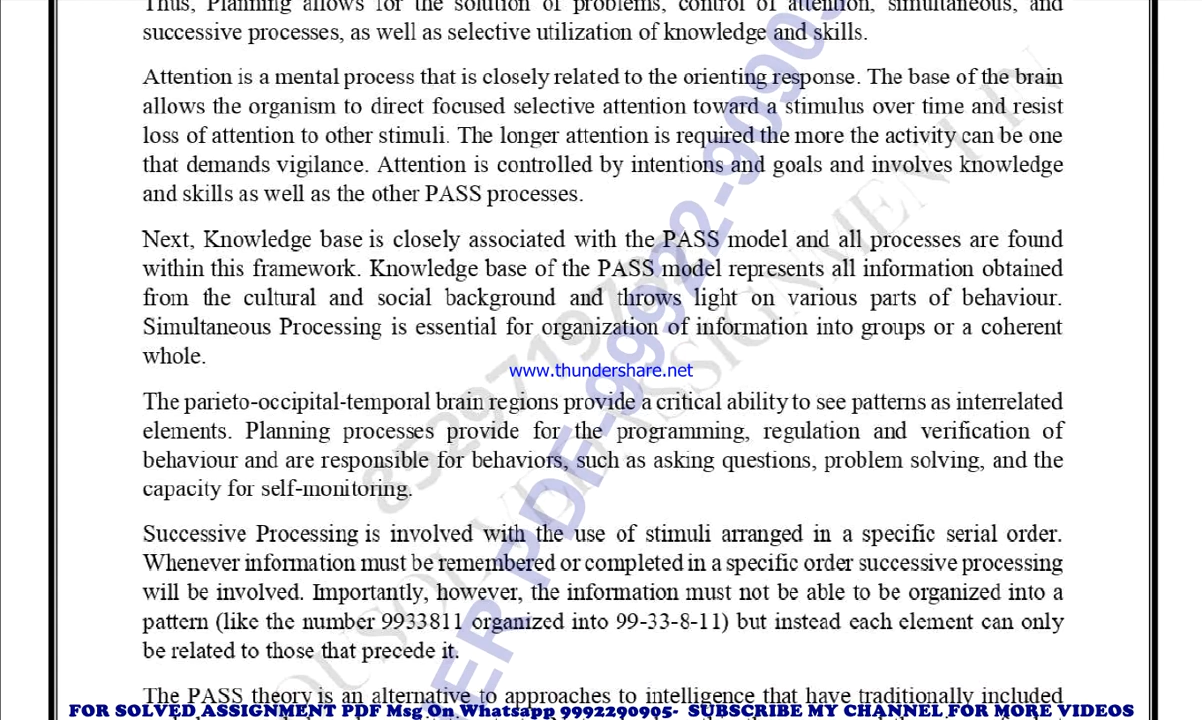 Thus, Planning allows for the solution of problems, control of attention, simultaneous, and
successive processes, as well as selective utilization of knowledge and skills.
Attention is a mental process that is closely related to the orienting response. The base of the brain
allows the organism to direct focused selective attention toward a stimulus over time and resist
loss of attention to other stimuli. The longer attention is required the more the activity can be one
that demands vigilance. Attention is controlled by intentions and goals and involves knowledge
and skills as well as the other PASS processes.
Next, Knowledge base is closely associated with the PASS model and all processes are found
within this framework. Knowledge base of the PASS model represents all information obtained
from the cultural and social background and throws light on various parts of behaviour.
Simultaneous Processing is essential for organization of information into groups or a coherent
whole.
www.thundershare.net
The parieto-occipital-temporal brain regions provide a critical ability to see patterns as interrelated
elements. Planning processes provide for the programming, regulation and verification of
behaviour and are responsible for behaviors, such as asking questions, problem solving, and the
capacity for self-monitoring.
Successive Processing is involved with the use of stimuli arranged in a specific serial order.
Whenever information must be remembered or completed in a specific order successive processing
will be involved. Importantly, however, the information must not be able to be organized into a
pattern (like the number 9933811 organized into 99-33-8-11) but instead each element can only
be related to those that precede it.
The PASS theory is an alternative to approaches to intelligence that have traditionally included
FOR SOLVED ASSIGNMENT PDF Msg On Whatsapp 9992290905- SUBSCRIBE MY CHANNEL FOR MORE VIDEOS